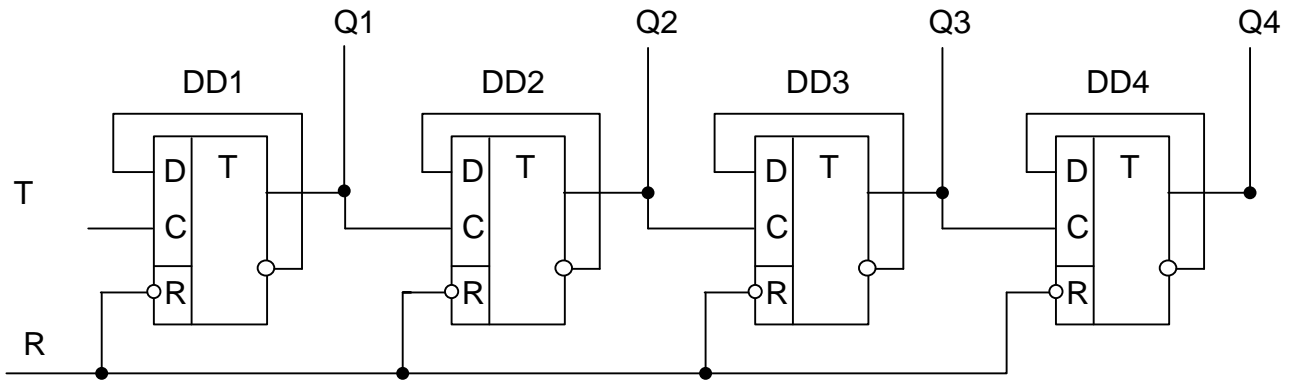 Q1 Q2 Q3 Q4
DD1 DD2 DD3 DD4
D T D T D T D T
T
C C C C
R R R R
R